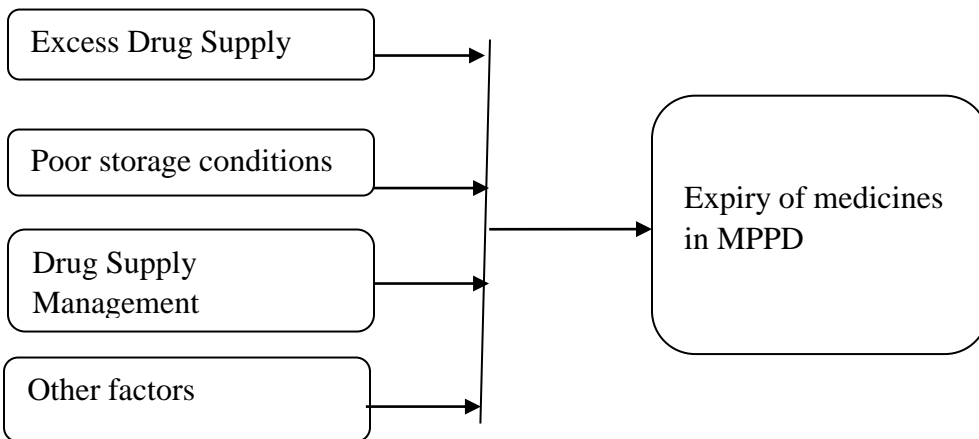 Excess Drug Supply
Poor storage conditions
Drug Supply
Management
Other factors
Expiry of medicines
in MPPD